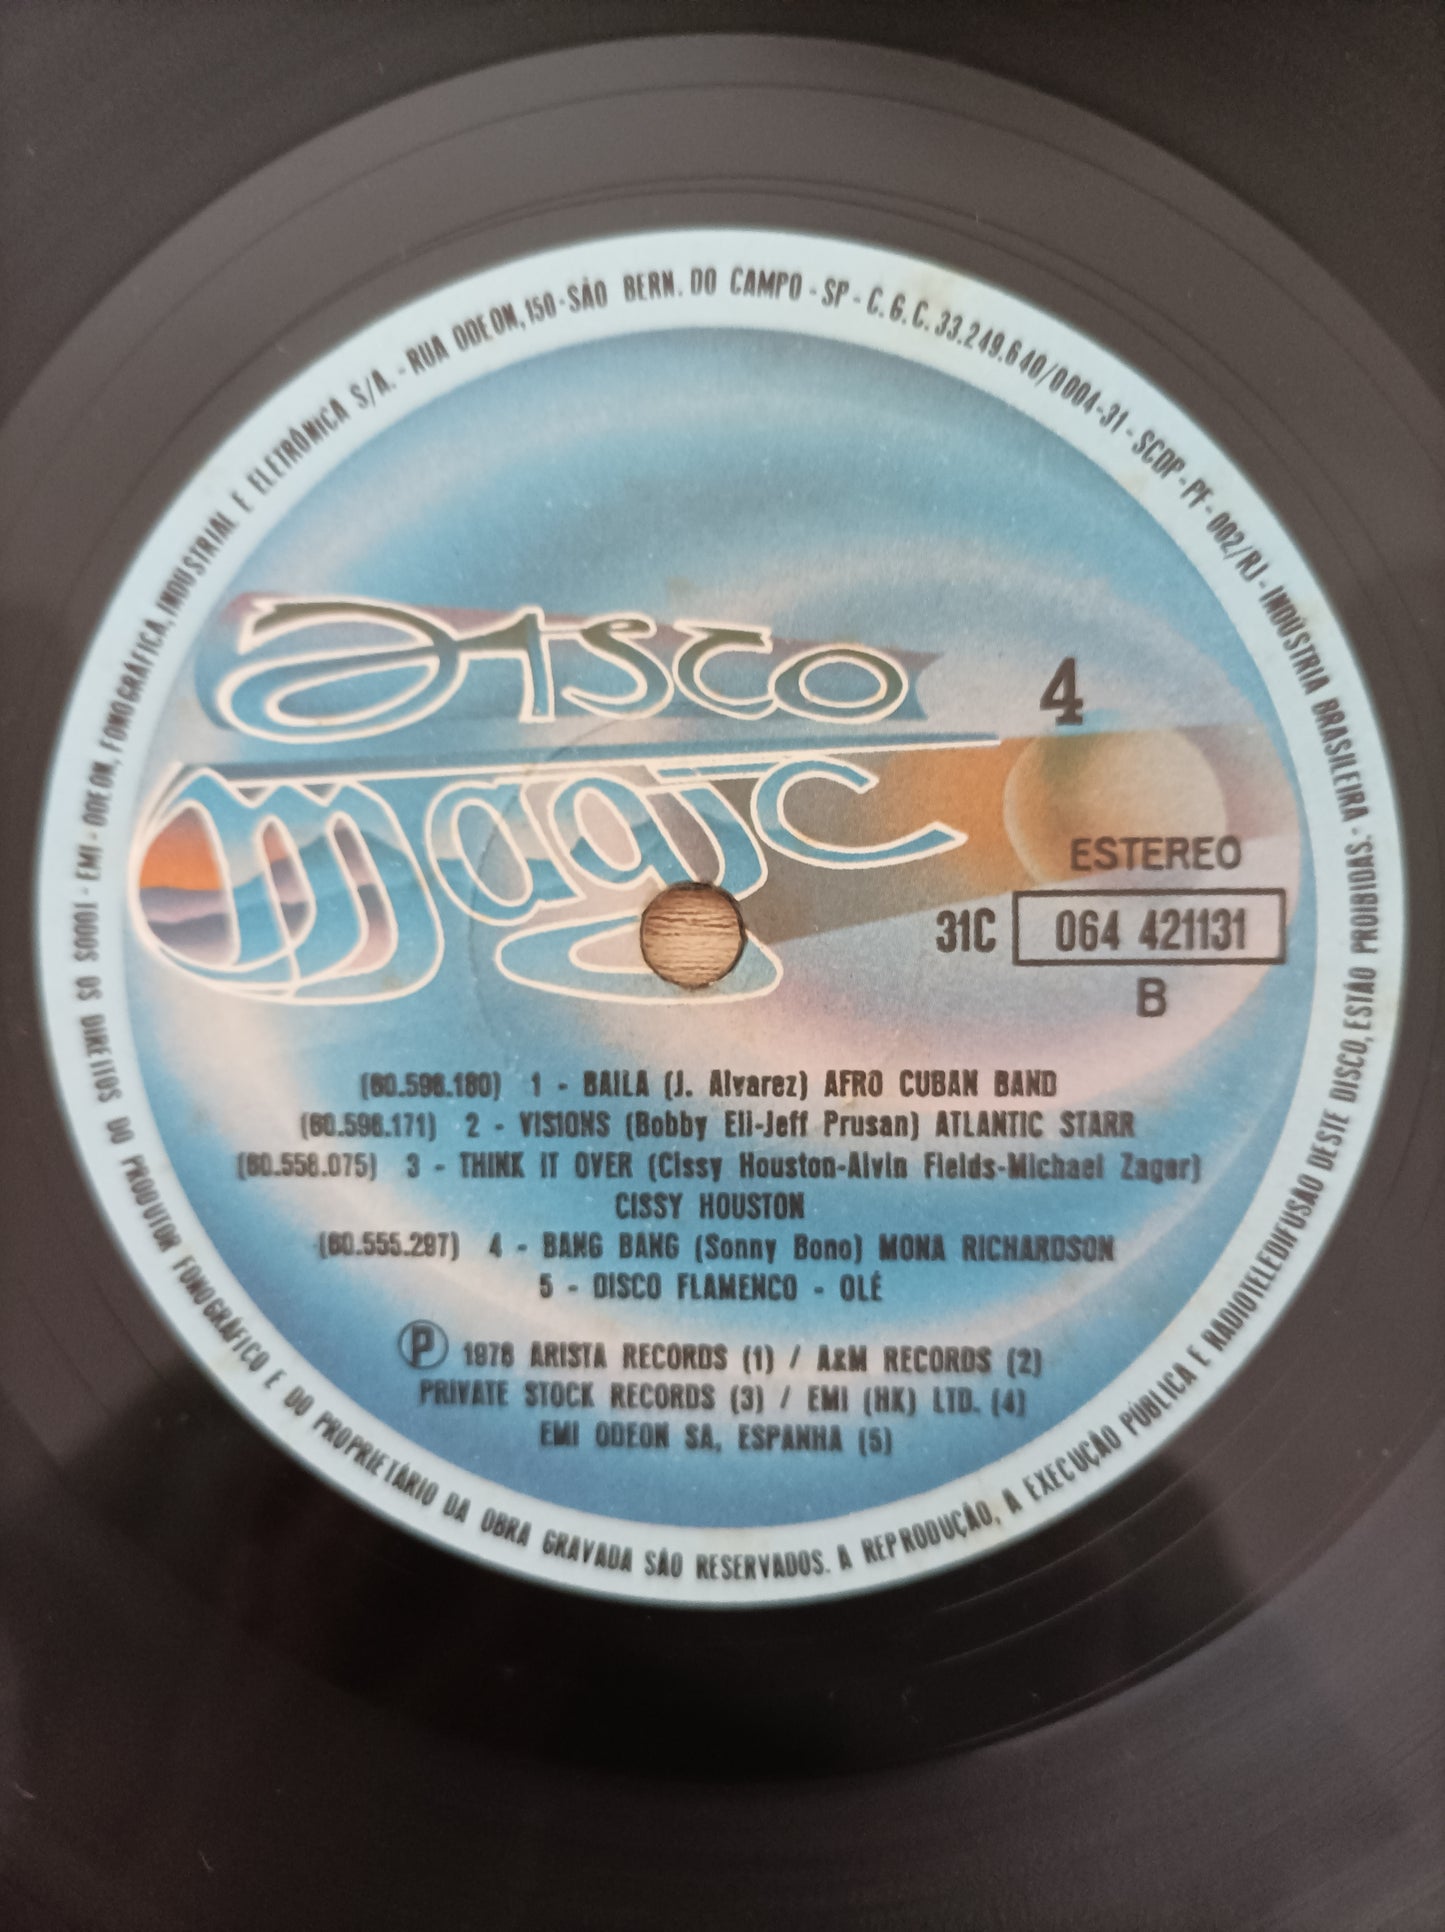 EMI - ODEON, FONOGRÁFICA, INDUSTRIAL E ELETRÔNICA S/A. - RUA ODEON, 150 - SÃO BERN. DO CAMPO - SP - C.G.C. 33.249.640/0004-31 - SCDP - PF - 002/RJ - INDÚSTRIA BRASILEIRA.
DISCO
4
MAGIC
ESTEREO
31C 064 421131
B
(60.598.180) 1 - BAILA (J. Alvarez) AFRO CUBAN BAND
(60.598.171) 2 - VISIONS (Bobby Eli-Jeff Prusan) ATLANTIC STARR
(60.558.075) 3 - THINK IT OVER (Cissy Houston-Alvin Fields-Michael Zager)
CISSY HOUSTON
(60.555.297) 4 - BANG BANG (Sonny Bono) MONA RICHARDSON
5 - DISCO FLAMENCO - OLÉ
Ⓟ 1978 ARISTA RECORDS (1) / A&M RECORDS (2)
PRIVATE STOCK RECORDS (3) / EMI (HK) LTD. (4)
EMI ODEON SA, ESPANHA (5)
TODOS OS DIREITOS DO PRODUTOR FONOGRÁFICO E DO PROPRIETÁRIO DA OBRA GRAVADA SÃO RESERVADOS. A REPRODUÇÃO, A EXECUÇÃO PÚBLICA E RADIOTELEDIFUSÃO DESTE DISCO, ESTÃO PROIBIDAS.